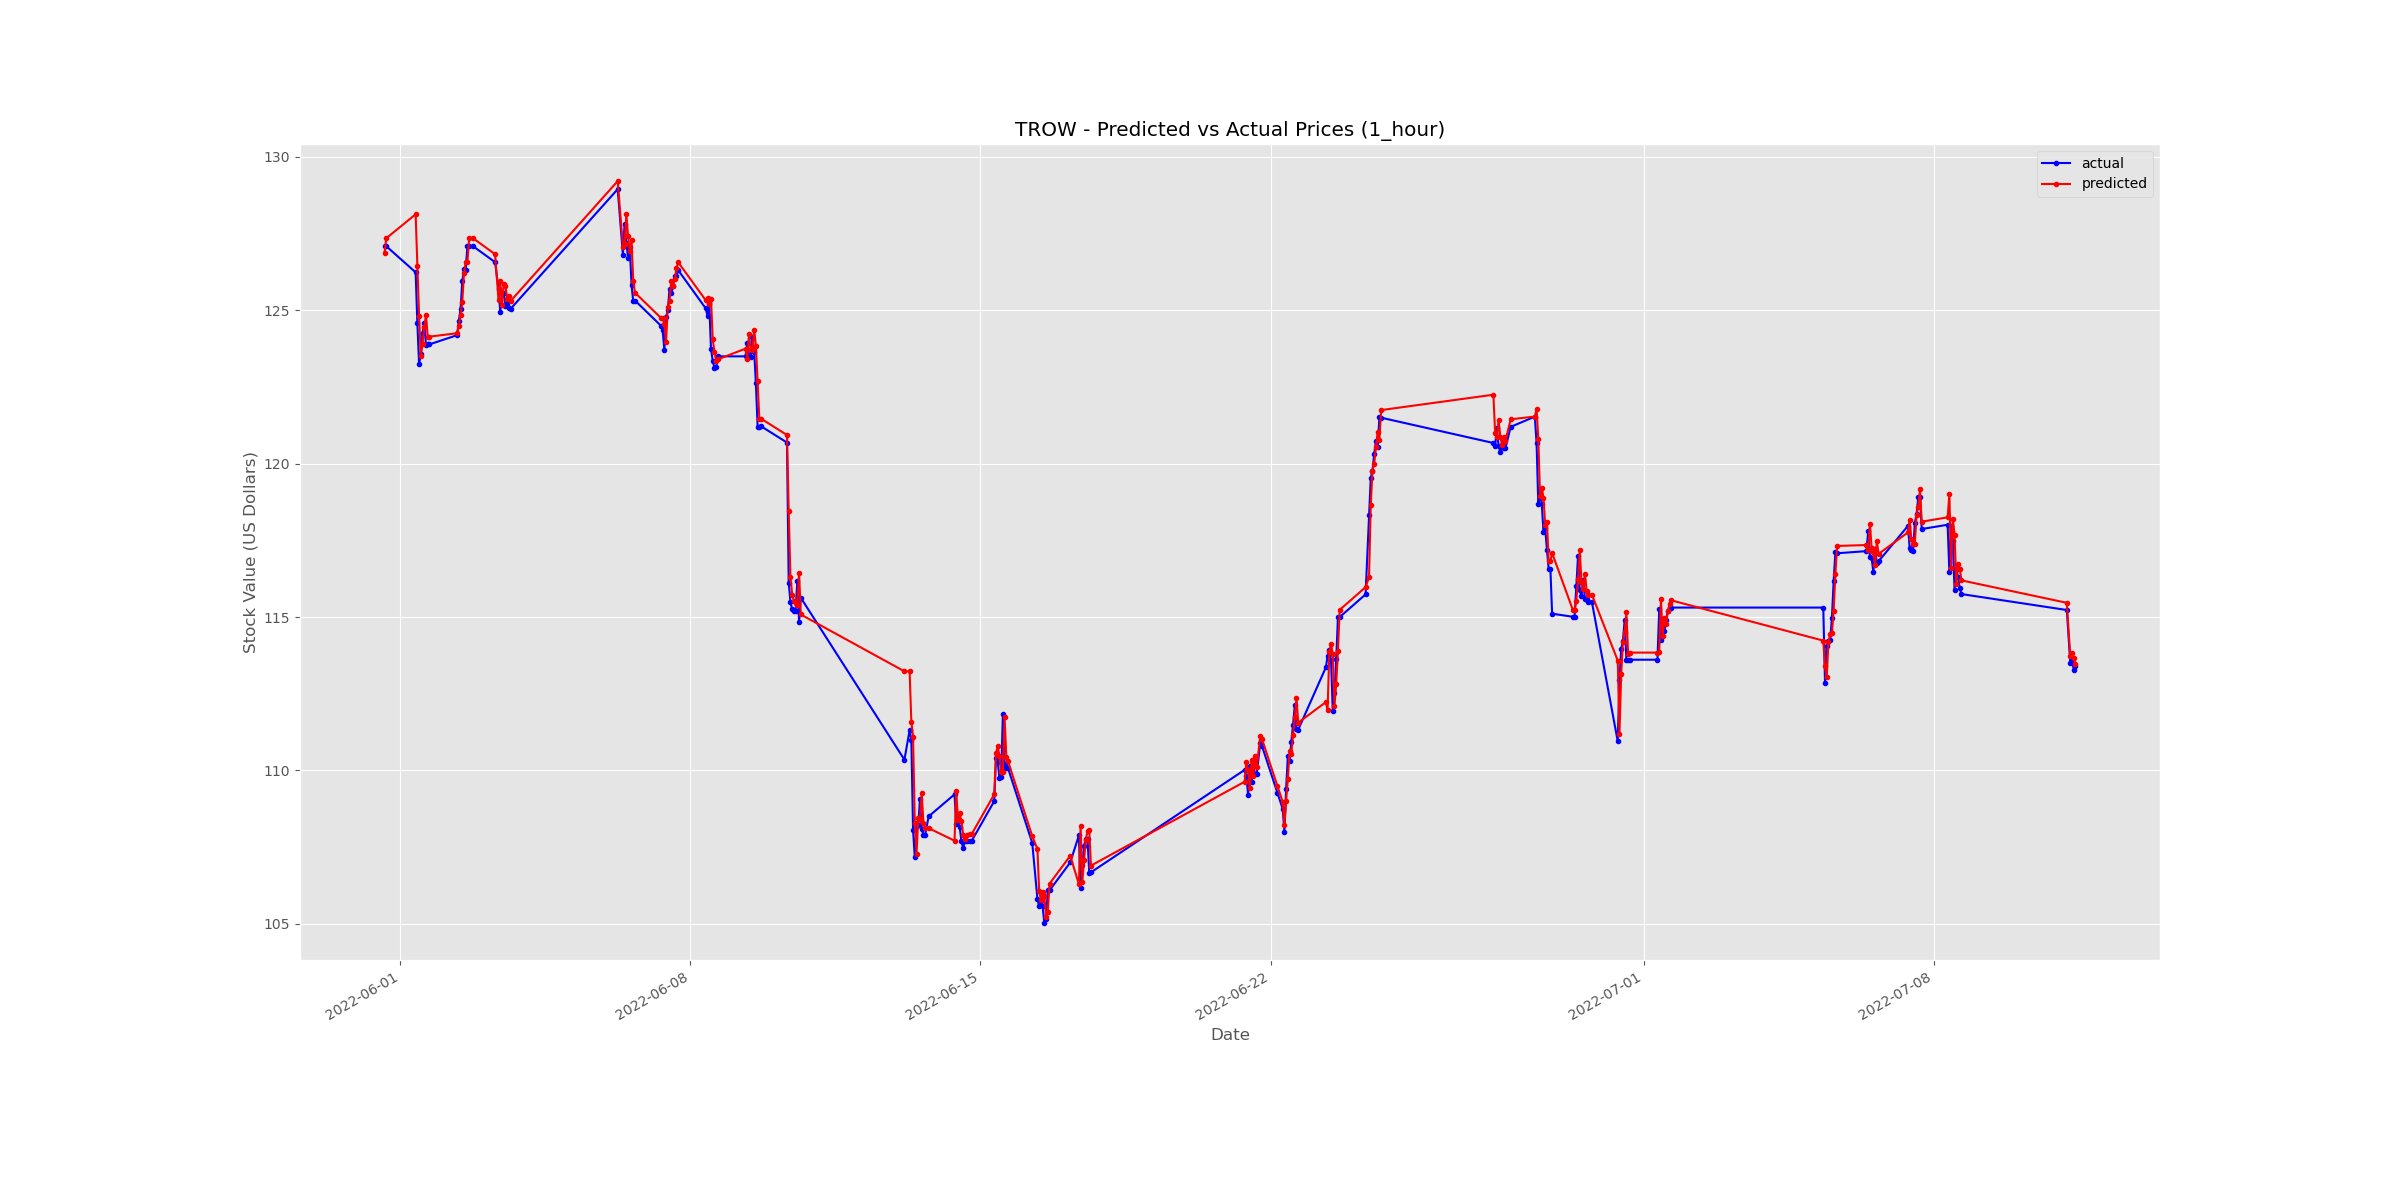 TROW - Predicted vs Actual Prices (1_hour)
130
125
120
115
110
105
Stock Value (US Dollars)
actual
predicted
2022-06-01
2022-06-08
2022-06-15
2022-06-22
2022-07-01
2022-07-08
Date